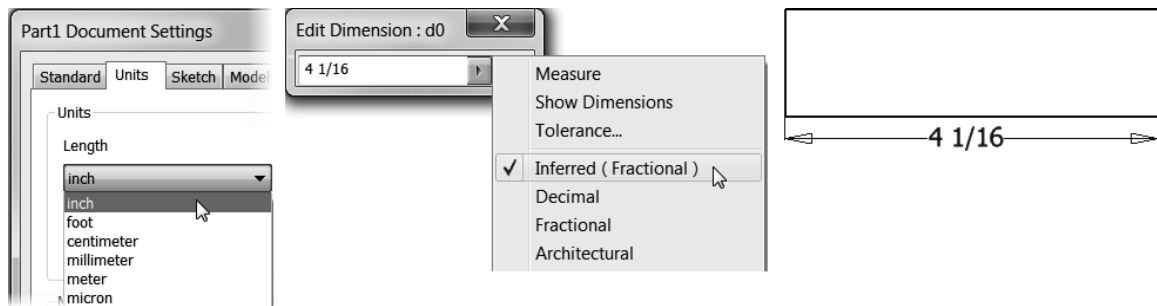 Part1 Document Settings
Standard Units Sketch
Units
Length
inch
inch
foot
centimeter
millimeter
meter
micron
Edit Dimension : d0
4 1/16
Measure
Show Dimensions
Tolerance...
✓ Inferred ( Fractional )
Decimal
Fractional
Architectural
4 1/16